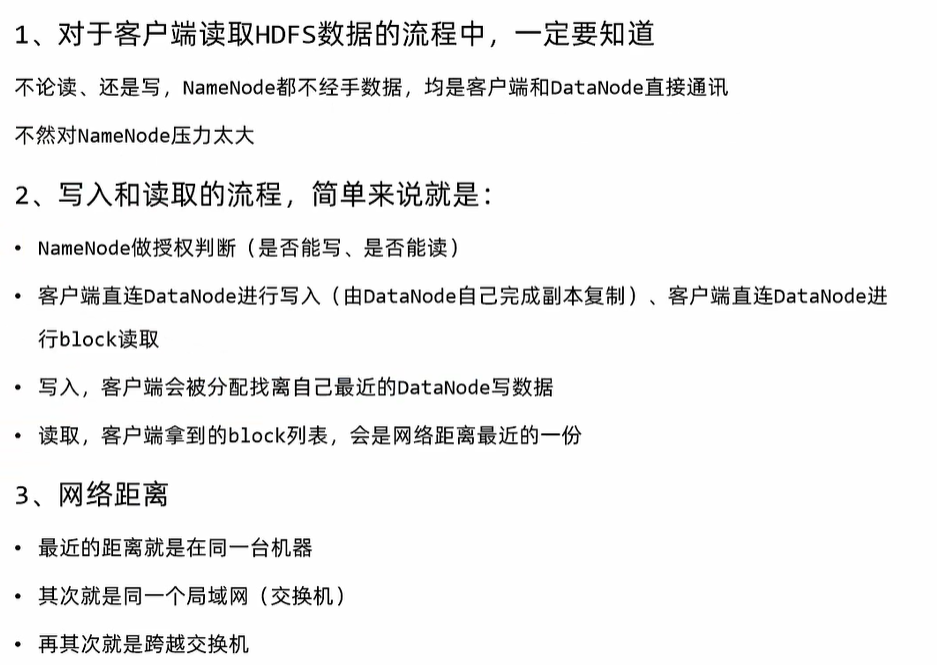 1、对于客户端读取HDFS数据的流程中，一定要知道
不论读、还是写，NameNode都不经手数据，均是客户端和DataNode直接通讯
不然对NameNode压力太大
2、写入和读取的流程，简单来说就是：
• NameNode做授权判断（是否能写、是否能读）
• 客户端直连DataNode进行写入（由DataNode自己完成副本复制）、客户端直连DataNode进
行block读取
• 写入，客户端会被分配找离自己最近的DataNode写数据
• 读取，客户端拿到的block列表，会是网络距离最近的一份
3、网络距离
• 最近的距离就是在同一台机器
• 其次就是同一个局域网（交换机）
• 再其次就是跨越交换机